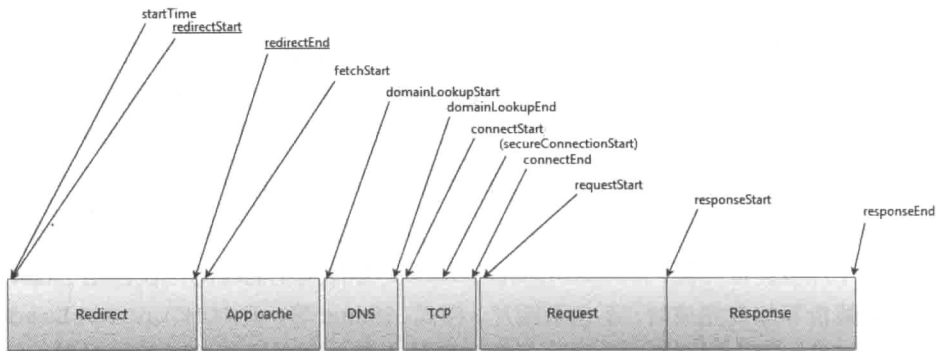 startTime
redirectStart
redirectEnd
fetchStart
domainLookupStart
domainLookupEnd
connectStart
(secureConnectionStart)
connectEnd
requestStart
responseStart
responseEnd
Redirect
App cache
DNS
TCP
Request
Response